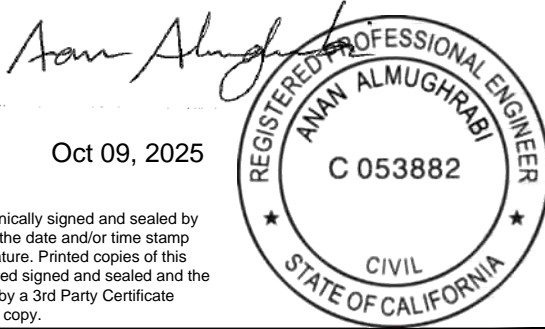 REGISTERED PROFESSIONAL ENGINEER
ANAN ALMUGHRABI
C 053882
CIVIL
STATE OF CALIFORNIA
Oct 09, 2025
nically signed and sealed by
the date and/or time stamp
ature. Printed copies of this
ed signed and sealed and the
by a 3rd Party Certificate
copy.